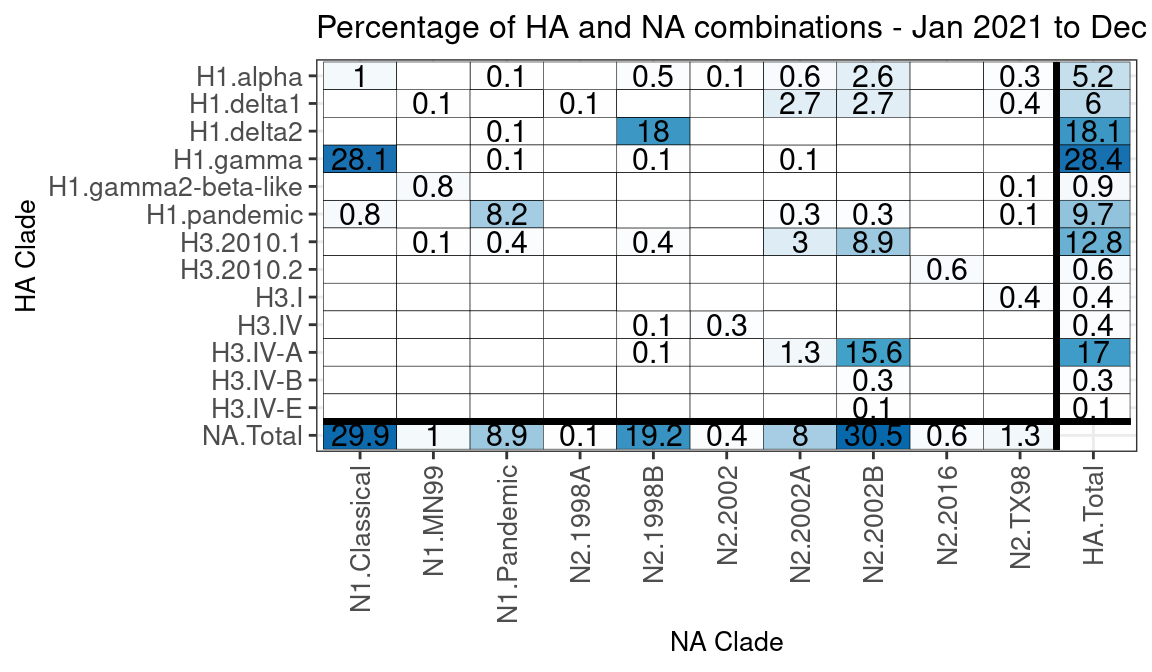 Percentage of HA and NA combinations - Jan 2021 to Dec
HA Clade
H1.alpha 1 0.1 0.5 0.1 0.6 2.6 0.3 5.2
H1.delta1 0.1 0.1 2.7 2.7 0.4 6
H1.delta2 0.1 18 18.1
H1.gamma 28.1 0.1 0.1 0.1 28.4
H1.gamma2-beta-like 0.8 0.1 0.9
H1.pandemic 0.8 8.2 0.3 0.3 0.1 9.7
H3.2010.1 0.1 0.4 0.4 3 8.9 12.8
H3.2010.2 0.6 0.6
H3.I 0.4 0.4
H3.IV 0.1 0.3 0.4
H3.IV-A 0.1 1.3 15.6 17
H3.IV-B 0.3 0.3
H3.IV-E 0.1 0.1
NA.Total 29.9 1 8.9 0.1 19.2 0.4 8 30.5 0.6 1.3
N1.Classical N1.MN99 N1.Pandemic N2.1998A N2.1998B N2.2002 N2.2002A N2.2002B N2.2016 N2.TX98 HA.Total
NA Clade